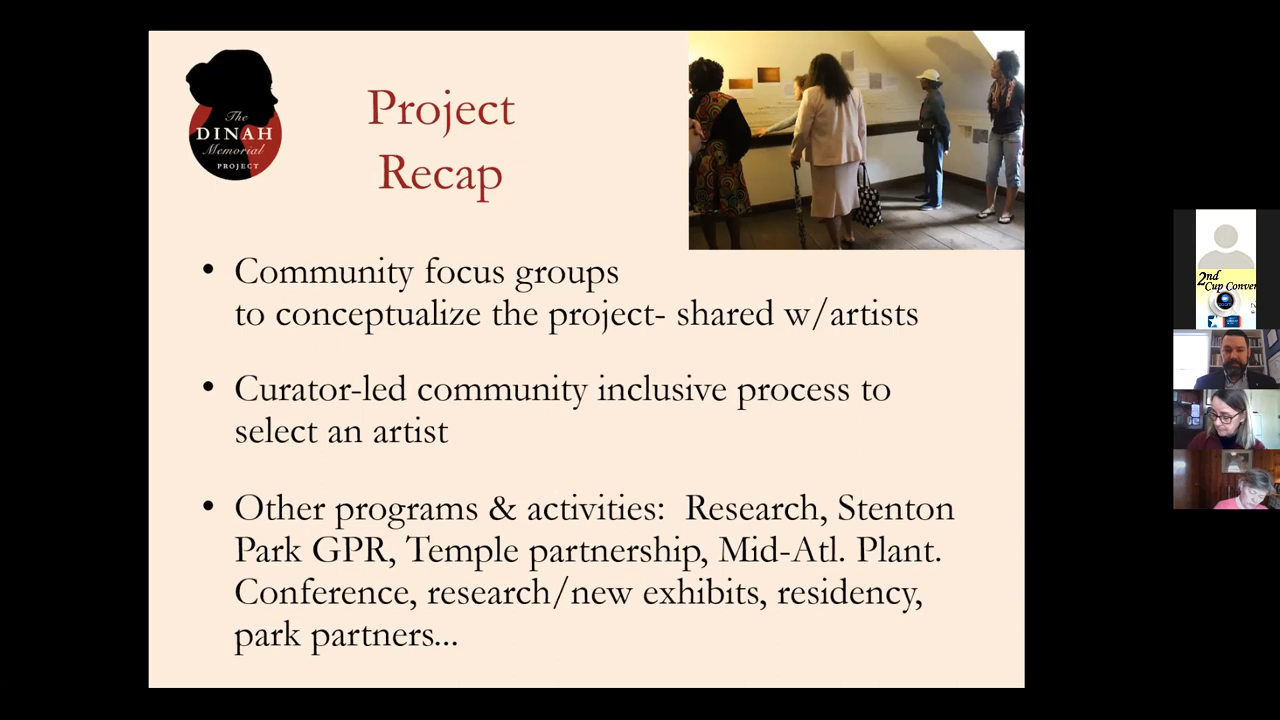 The
DINAH
Memorial
PROJECT
Project
Recap
• Community focus groups
to conceptualize the project- shared w/artists
• Curator-led community inclusive process to
select an artist
• Other programs & activities:  Research, Stenton
Park GPR, Temple partnership, Mid-Atl. Plant.
Conference, research/new exhibits, residency,
park partners...
2nd
Cup Conver